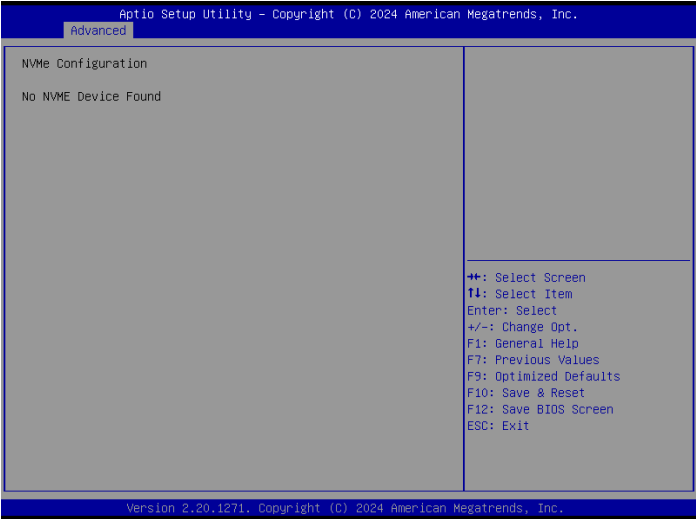 Aptio Setup Utility – Copyright (C) 2024 American Megatrends, Inc.
Advanced
NVMe Configuration
No NVME Device Found
→←: Select Screen
↑↓: Select Item
Enter: Select
+/-: Change Opt.
F1: General Help
F7: Previous Values
F9: Optimized Defaults
F10: Save & Reset
F12: Save BIOS Screen
ESC: Exit
Version 2.20.1271. Copyright (C) 2024 American Megatrends, Inc.